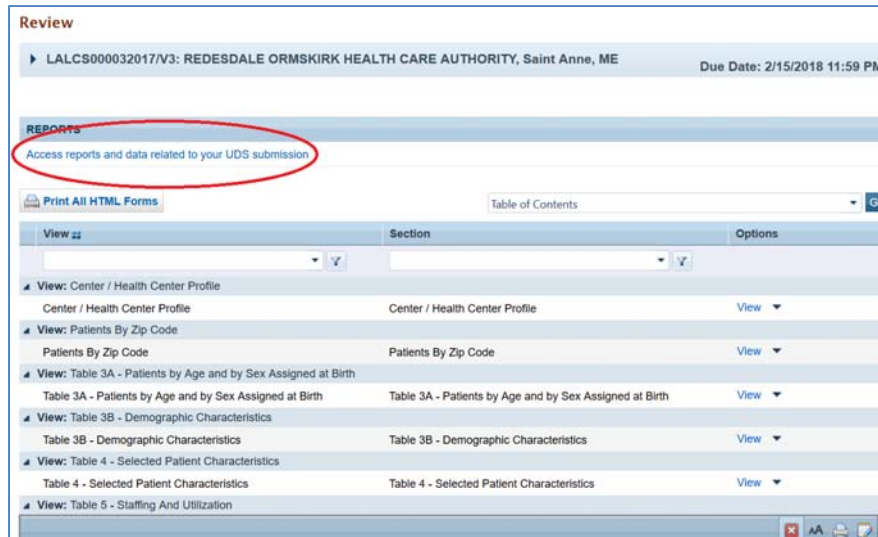 Review
LALCS000032017/V3: REDESDALE ORMSKIRK HEALTH CARE AUTHORITY, Saint Anne, ME
Due Date: 2/15/2018 11:59 PM
REPORTS
Access reports and data related to your UDS submission
Print All HTML Forms
Table of Contents
G
View Section Options
View: Center / Health Center Profile
Center / Health Center Profile Center / Health Center Profile View
View: Patients By Zip Code
Patients By Zip Code Patients By Zip Code View
View: Table 3A - Patients by Age and by Sex Assigned at Birth
Table 3A - Patients by Age and by Sex Assigned at Birth Table 3A - Patients by Age and by Sex Assigned at Birth View
View: Table 3B - Demographic Characteristics
Table 3B - Demographic Characteristics Table 3B - Demographic Characteristics View
View: Table 4 - Selected Patient Characteristics
Table 4 - Selected Patient Characteristics Table 4 - Selected Patient Characteristics View
View: Table 5 - Staffing And Utilization
AA